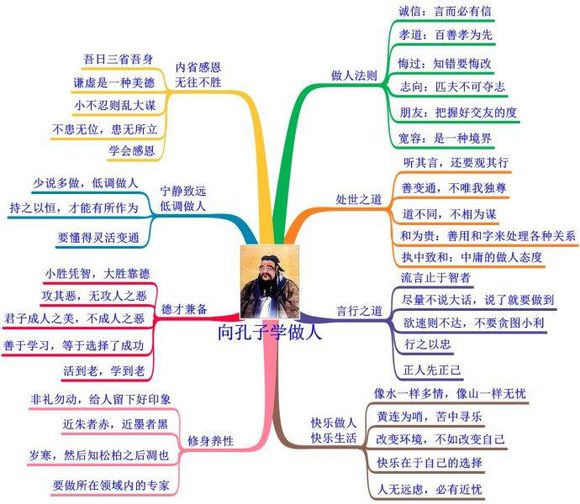 向孔子学做人
做人法则
诚信：言而必有信
孝道：百善孝为先
悔过：知错要悔改
志向：匹夫不可夺志
朋友：把握好交友的度
宽容：是一种境界
处世之道
听其言，还要观其行
善变通，不唯我独尊
道不同，不相为谋
和为贵：善用和字来处理各种关系
执中致和：中庸的做人态度
言行之道
流言止于智者
尽量不说大话，说了就要做到
欲速则不达，不要贪图小利
行之以忠
正人先正己
快乐做人
快乐生活
像水一样多情，像山一样无忧
黄连为哨，苦中寻乐
改变环境，不如改变自己
快乐在于自己的选择
人无远虑，必有近忧
内省感恩
无往不胜
吾日三省吾身
谦虚是一种美德
小不忍则乱大谋
不患无位，患无所立
学会感恩
宁静致远
低调做人
少说多做，低调做人
持之以恒，才能有所作为
要懂得灵活变通
德才兼备
小胜凭智，大胜靠德
攻其恶，无攻人之恶
君子成人之美，不成人之恶
善于学习，等于选择了成功
活到老，学到老
修身养性
非礼勿动，给人留下好印象
近朱者赤，近墨者黑
岁寒，然后知松柏之后凋也
要做所在领域内的专家